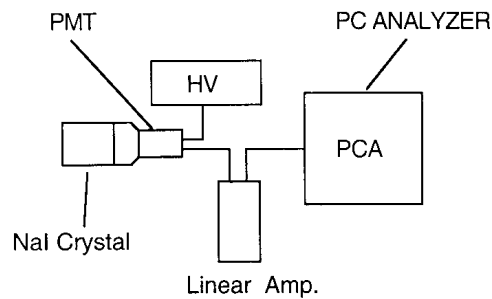 PMT
PC ANALYZER
HV
PCA
NaI Crystal
Linear Amp.